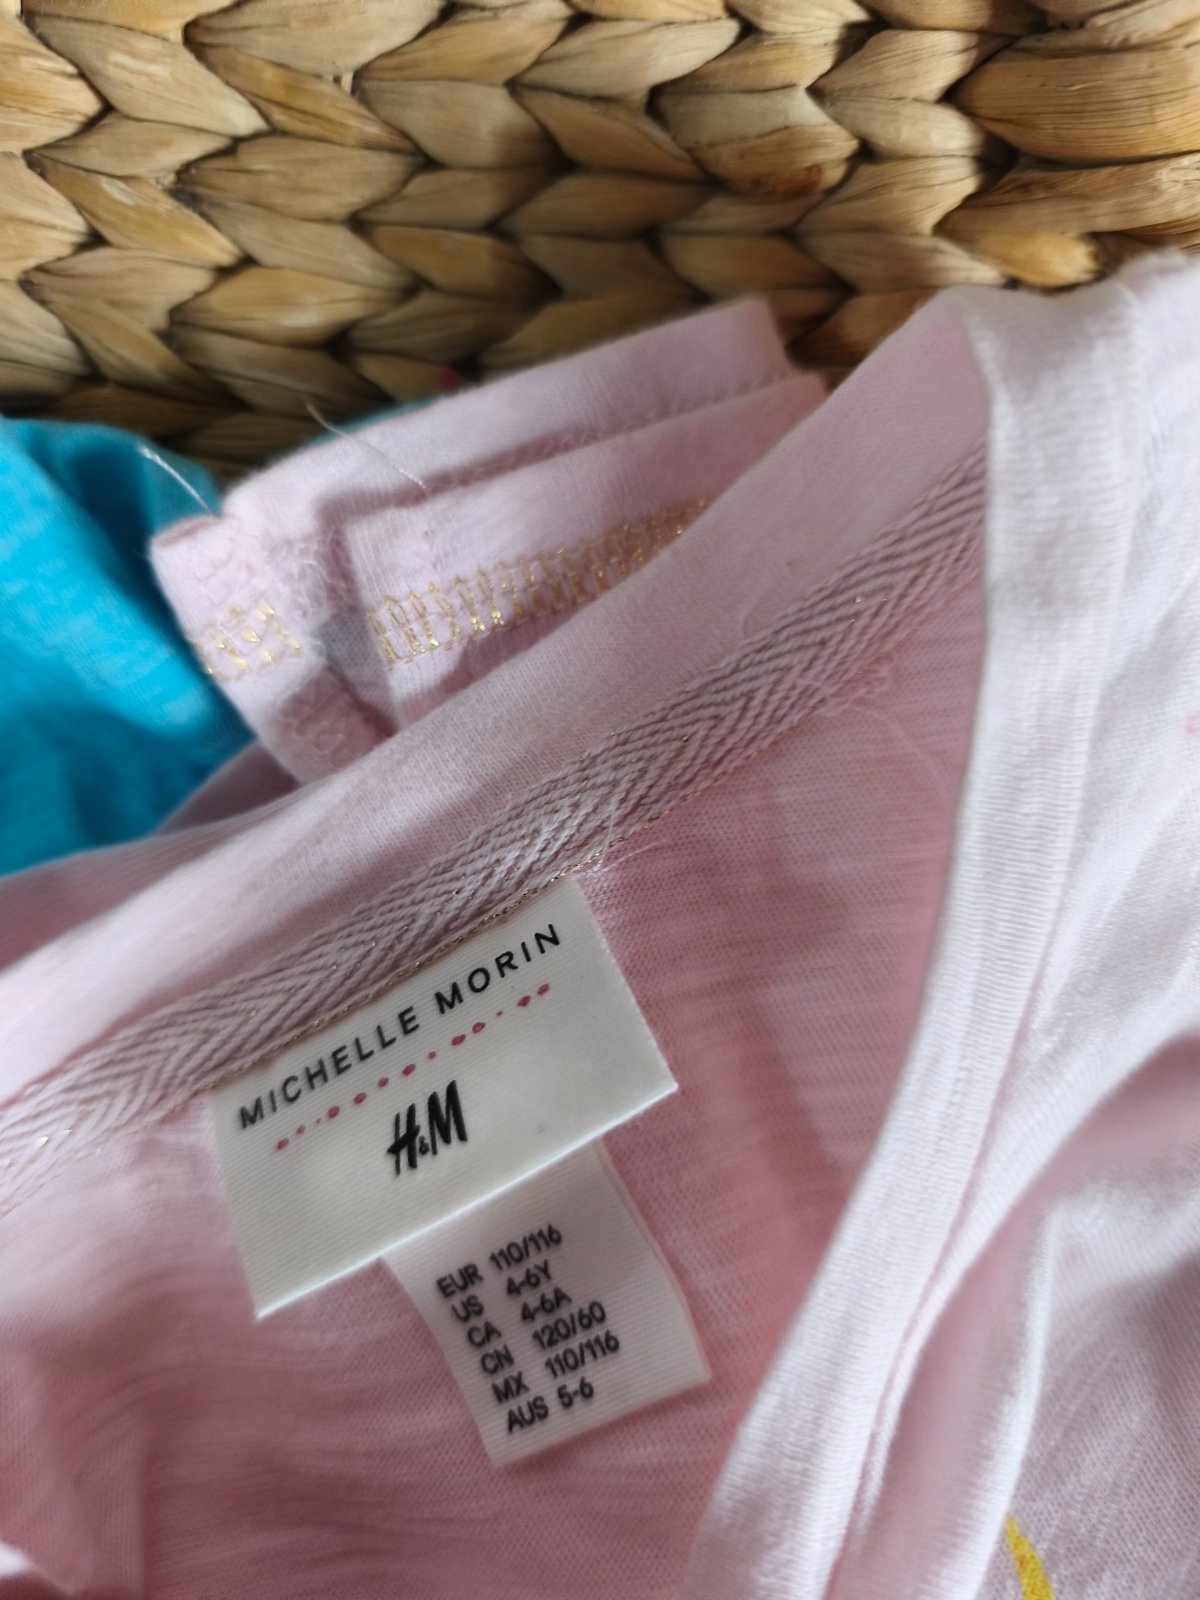 MICHELLE MORIN
H&M
EUR 110/116
US 4-6Y
CA 4-6A
CN 120/60
MX 110/116
AUS 5-6